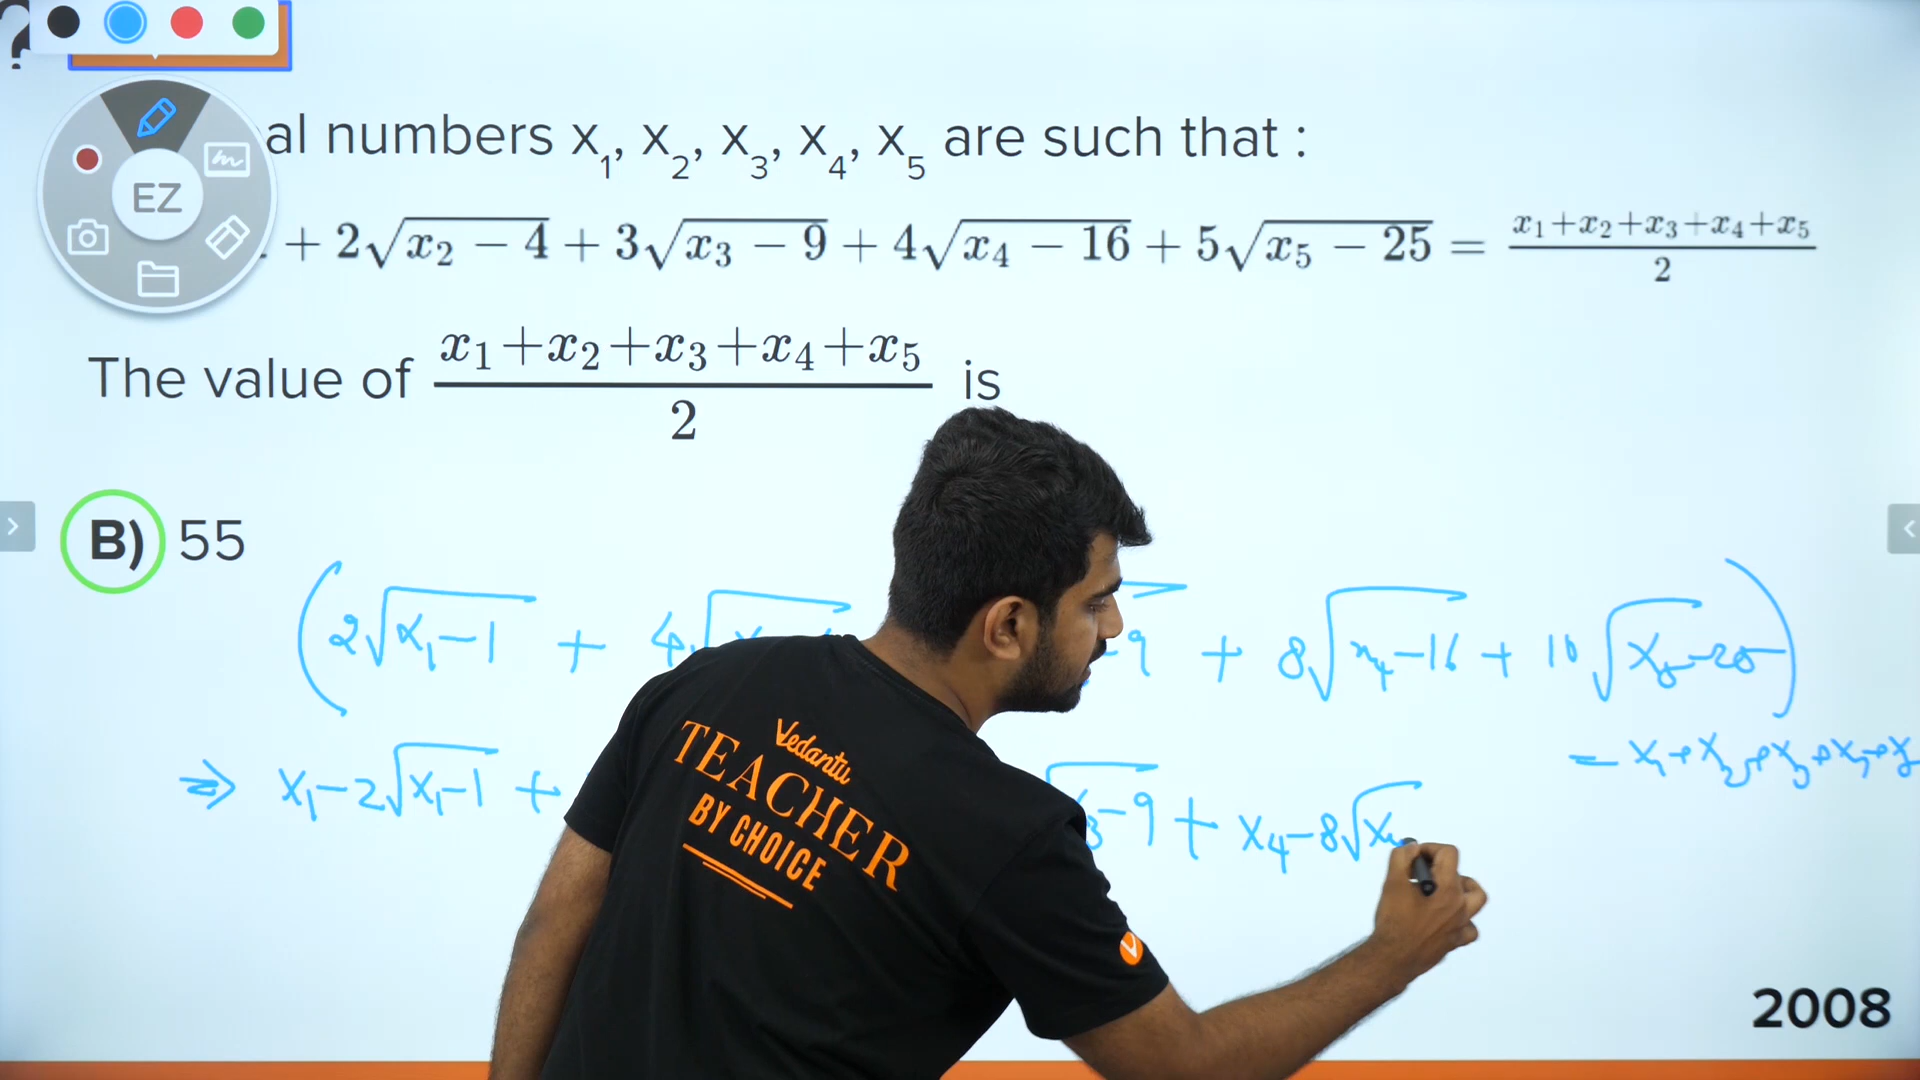 ?
EZ
al numbers x₁, x₂, x₃, x₄, x₅ are such that :
+ 2√(x₂ − 4) + 3√(x₃ − 9) + 4√(x₄ − 16) + 5√(x₅ − 25) = (x₁+x₂+x₃+x₄+x₅)/2
The value of (x₁+x₂+x₃+x₄+x₅)/2 is
B) 55
(2√(x₁−1) + 4√ −9 + 8√(x₄−16) + 10√(x₅−25))
= x₁+x₂+x₃+x₄+x₅
⇒ x₁−2√(x₁−1) + ₃−9 + x₄−8√x₄
Vedantu
TEACHER
BY CHOICE
2008